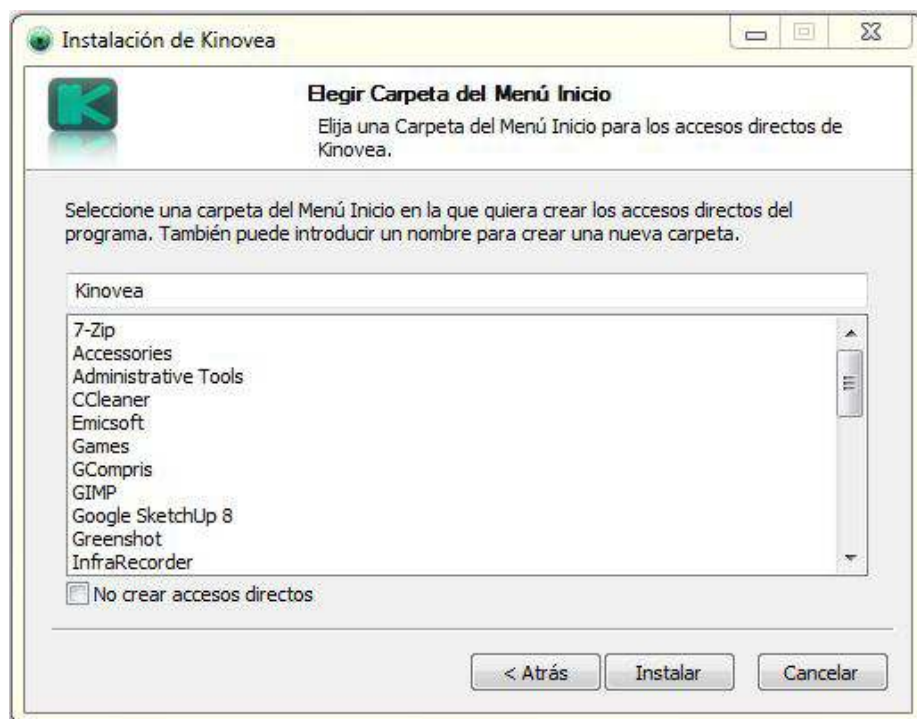 Instalación de Kinovea
Elegir Carpeta del Menú Inicio
Elija una Carpeta del Menú Inicio para los accesos directos de
Kinovea.
Seleccione una carpeta del Menú Inicio en la que quiera crear los accesos directos del
programa. También puede introducir un nombre para crear una nueva carpeta.
Kinovea
7-Zip
Accessories
Administrative Tools
CCleaner
Emicsoft
Games
GCompris
GIMP
Google SketchUp 8
Greenshot
InfraRecorder
No crear accesos directos
< Atrás Instalar Cancelar